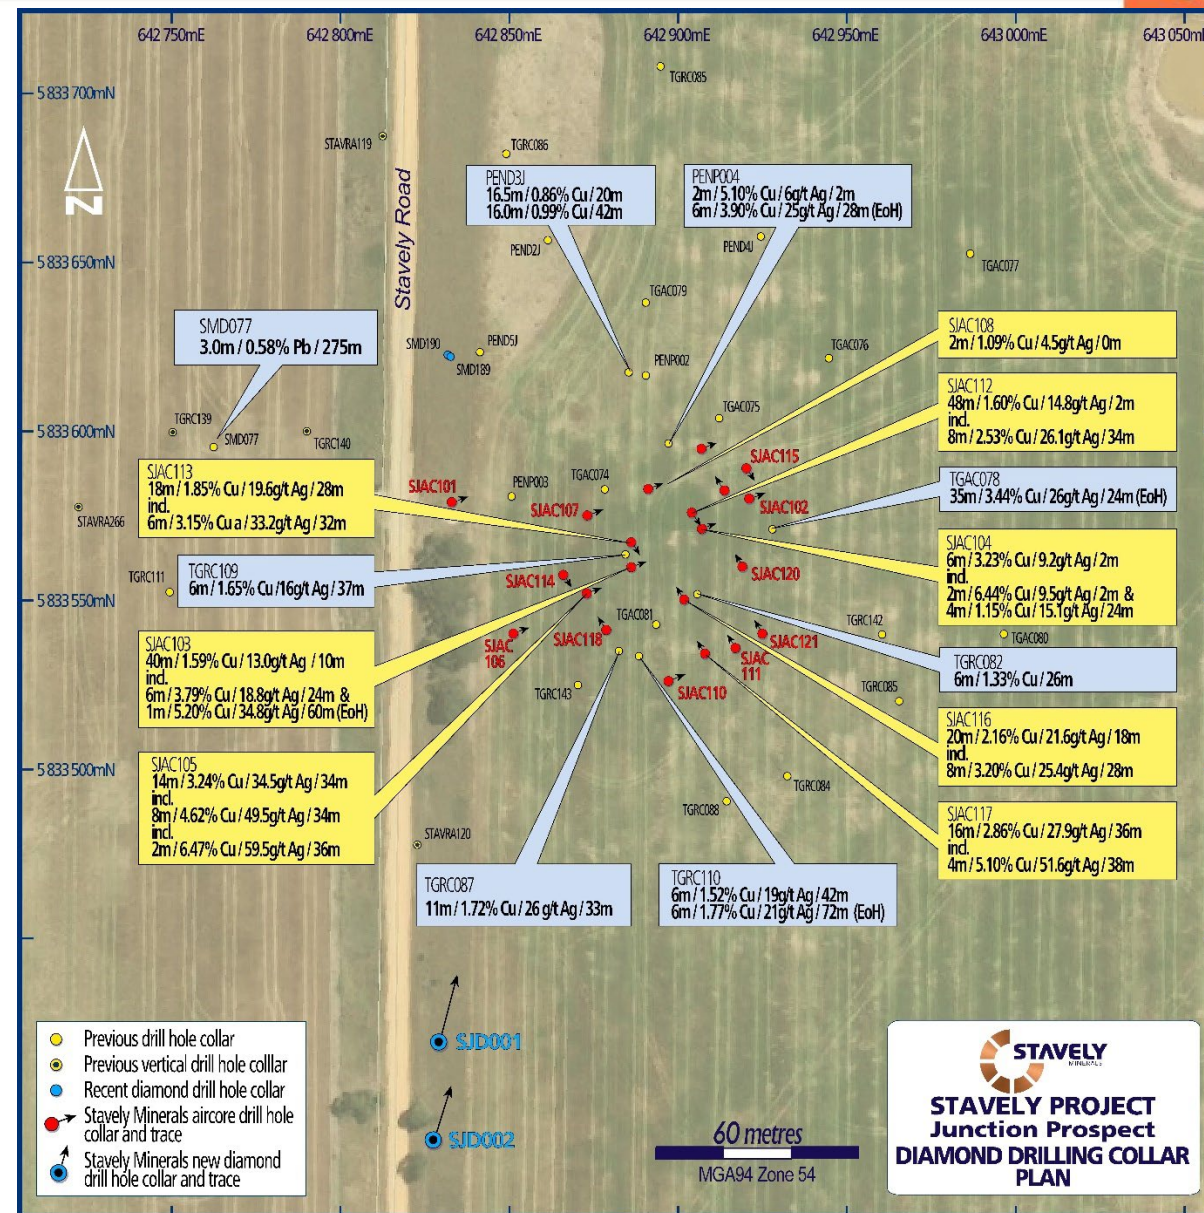 642 750mE
642 800mE
642 850mE
642 900mE
642 950mE
643 000mE
643 050mE
5833 700mN
TGRC085
STAVRA119
TGRC086
Stavely Road
N
PEND3J
16.5m / 0.86% Cu / 20m
16.0m / 0.99% Cu / 42m
PENP004
2m / 5.10% Cu / 6g/t Ag / 2m
6m / 3.90% Cu / 25g/t Ag / 28m (EoH)
PEND2J
PEND4J
5833 650mN
TGAC077
TGAC079
SMD077
3.0m / 0.58% Pb / 275m
SMD190
PEND5J
SMD189
PENP002
TGAC076
SJAC108
2m / 1.09% Cu / 4.5g/t Ag / 0m
SJAC112
48m / 1.60% Cu / 14.8g/t Ag / 2m
incl.
8m / 2.53% Cu / 26.1g/t Ag / 34m
TGAC075
TGRC139
5833 600mN
SMD077
TGRC140
SJAC113
18m / 1.85% Cu / 19.6g/t Ag / 28m
incl.
6m / 3.15% Cu a / 33.2g/t Ag / 32m
SJAC101
PENP003
TGAC074
SJAC107
SJAC115
SJAC102
TGAC078
35m / 3.44% Cu / 26g/t Ag / 24m (EoH)
STAVRA266
TGRC109
6m / 1.65% Cu /16g/t Ag / 37m
TGRC111
SJAC114
SJAC120
SJAC104
6m / 3.23% Cu / 9.2g/t Ag / 2m
incl.
2m / 6.44% Cu / 9.5g/t Ag / 2m &
4m / 1.15% Cu / 15.1g/t Ag / 24m
5833 550mN
SJAC103
40m / 1.59% Cu / 13.0g/t Ag / 10m
incl.
6m / 3.79% Cu / 18.8g/t Ag / 24m &
1m / 5.20% Cu / 34.8g/t Ag / 60m (EoH)
SJAC
106
SJAC118
TGAC081
SJAC
111
SJAC121
TGRC142
TGAC080
TGRC082
6m / 1.33% Cu / 26m
TGRC143
SJAC110
TGRC085
SJAC116
20m / 2.16% Cu / 21.6g/t Ag / 18m
incl.
8m / 3.20% Cu / 25.4g/t Ag / 28m
SJAC105
14m / 3.24% Cu / 34.5g/t Ag / 34m
incl.
8m / 4.62% Cu / 49.5g/t Ag / 34m
incl.
2m / 6.47% Cu / 59.5g/t Ag / 36m
5833 500mN
TGRC084
TGRC088
SJAC117
16m / 2.86% Cu / 27.9g/t Ag / 36m
incl.
4m / 5.10% Cu / 51.6g/t Ag / 38m
STAVRA120
TGRC087
11m / 1.72% Cu / 26 g/t Ag / 33m
TGRC110
6m / 1.52% Cu / 19g/t Ag / 42m
6m / 1.77% Cu / 21g/t Ag / 72m (EoH)
SJD001
SJD002
Previous drill hole collar
Previous vertical drill hole colllar
Recent diamond drill hole collar
Stavely Minerals aircore drill hole
collar and trace
Stavely Minerals new diamond
drill hole collar and trace
60 metres
MGA94 Zone 54
STAVELY
MINERALS
STAVELY PROJECT
Junction Prospect
DIAMOND DRILLING COLLAR
PLAN